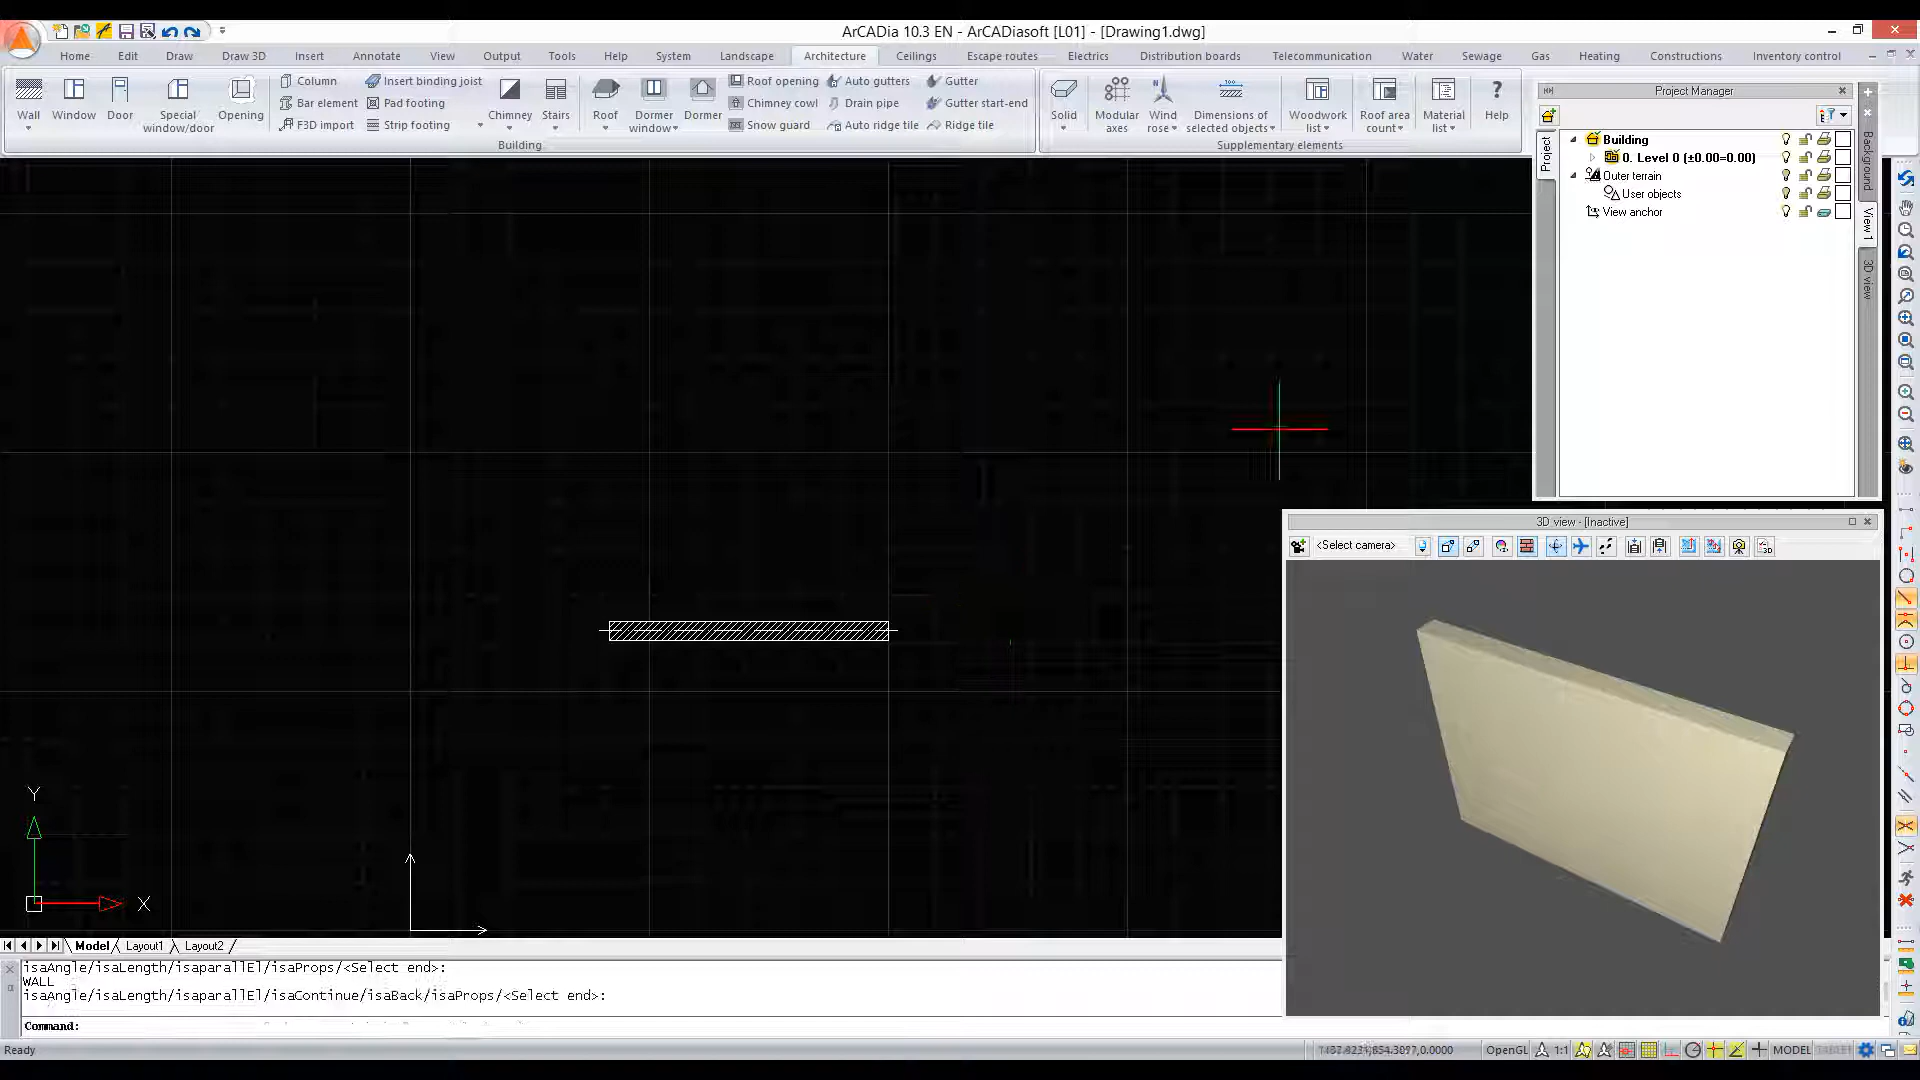 ArCADia 10.3 EN - ArCADiasoft [L01] - [Drawing1.dwg]
Home Edit Draw Draw 3D Insert Annotate View Output Tools Help System Landscape Architecture Ceilings Escape routes Electrics Distribution boards Telecommunication Water Sewage Gas Heating Constructions Inventory control
Wall Window Door Special window/door Opening
Column Insert binding joist
Bar element Pad footing
F3D import Strip footing
Chimney Stairs Roof Dormer window Dormer
Roof opening Auto gutters Gutter
Chimney cowl Drain pipe Gutter start-end
Snow guard Auto ridge tile Ridge tile
Solid Modular axes Wind rose Dimensions of selected objects Woodwork list Roof area count Material list Help
Building
Supplementary elements
Project Manager
Project
Building
0. Level 0 (±0.00=0.00)
Outer terrain
User objects
View anchor
Background
View 1
3D view
3D view - [Inactive]
<Select camera>
3D
Y
X
Model Layout1 Layout2
isaAngle/isaLength/isaparallEl/isaProps/<Select end>:
WALL
isaAngle/isaLength/isaparallEl/isaContinue/isaBack/isaProps/<Select end>:
Command:
Ready
OpenGL 1:1 MODEL